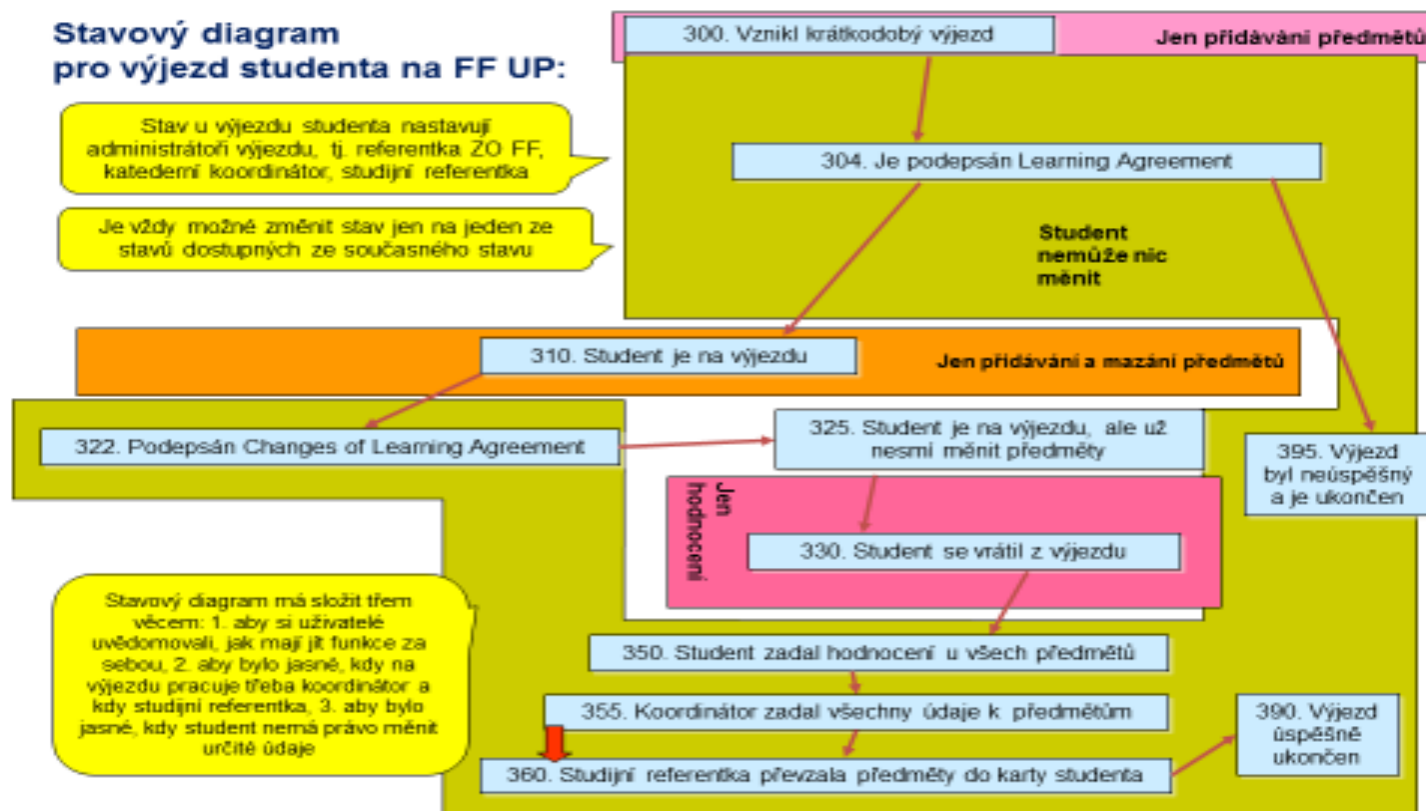 Stavový diagram
pro výjezd studenta na FF UP:
300. Vznikl krátkodobý výjezd
Jen přidávání předmětů
Stav u výjezdu studenta nastavují
administrátoři výjezdu, tj. referentka ZO FF,
katederní koordinátor, studijní referentka
304. Je podepsán Learning Agreement
Je vždy možné změnit stav jen na jeden ze
stavů dostupných ze současného stavu
Student
nemůže nic
měnit
310. Student je na výjezdu
Jen přidávání a mazání předmětů
322. Podepsán Changes of Learning Agreement
325. Student je na výjezdu, ale už
nesmí měnit předměty
395. Výjezd
byl neúspěšný
a je ukončen
Jen
hodnocení
330. Student se vrátil z výjezdu
Stavový diagram má složit třem
věcem: 1. aby si uživatelé
uvědomovali, jak mají jít funkce za
sebou, 2. aby bylo jasné, kdy na
výjezdu pracuje třeba koordinátor a
kdy studijní referentka, 3. aby bylo
jasné, kdy student nemá právo měnit
určité údaje
350. Student zadal hodnocení u všech předmětů
355. Koordinátor zadal všechny údaje k předmětům
360. Studijní referentka převzala předměty do karty studenta
390. Výjezd
úspěšně
ukončen